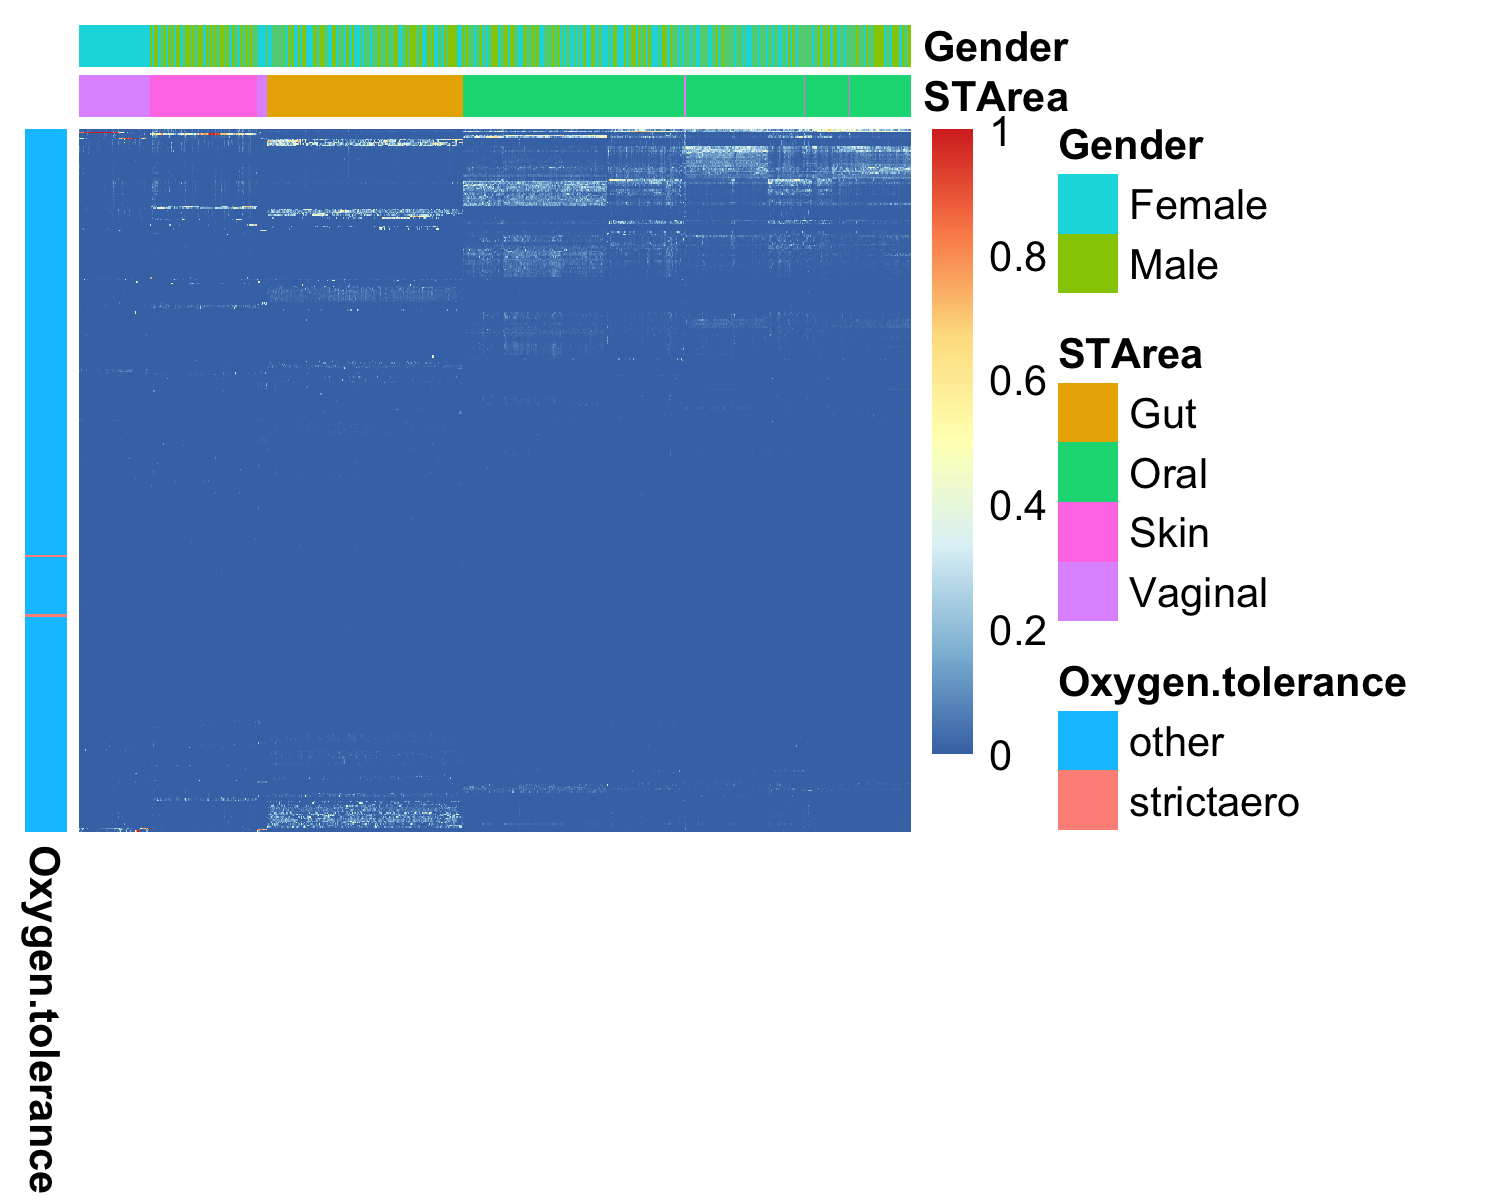 Gender
STArea
1
0.8
0.6
0.4
0.2
0
Gender
Female
Male
STArea
Gut
Oral
Skin
Vaginal
Oxygen.tolerance
other
strictaero
Oxygen.tolerance